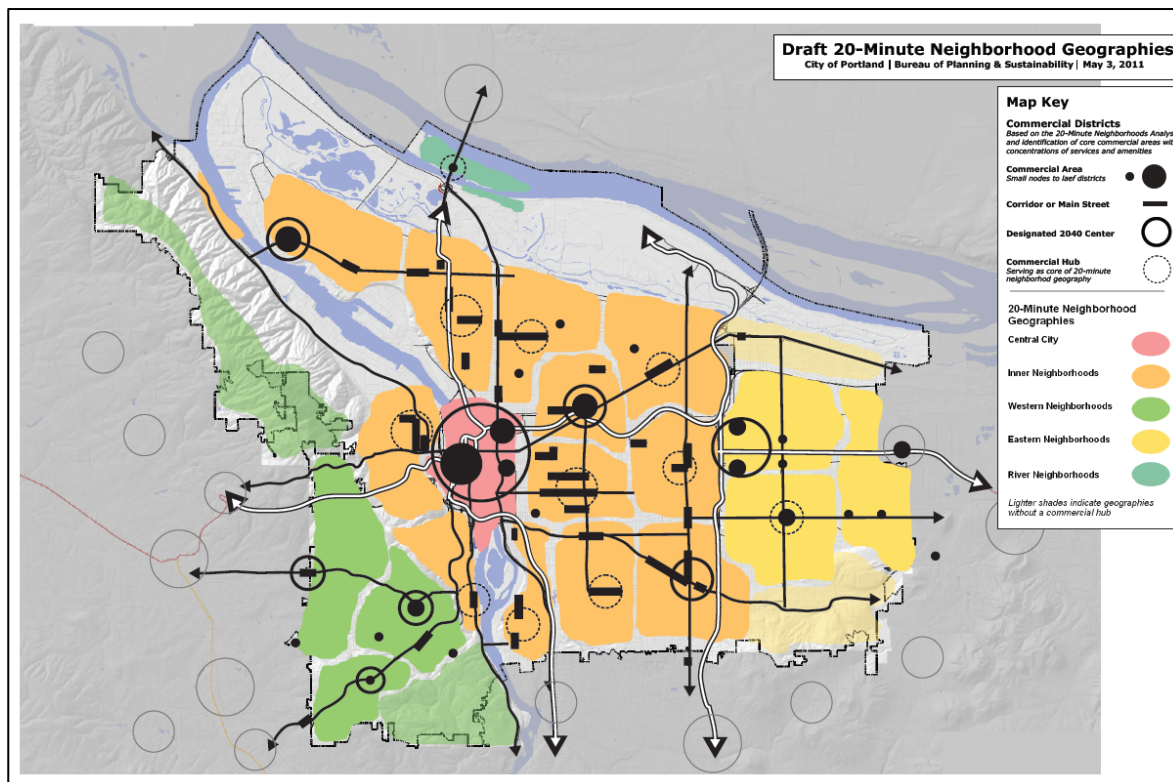 Draft 20-Minute Neighborhood Geographies
City of Portland | Bureau of Planning & Sustainability | May 3, 2011
Map Key
Commercial Districts
Based on the 20-Minute Neighborhoods Analys
and identification of core commercial areas wit
concentrations of services and amenities
Commercial Area
Small nodes to laef districts
Corridor or Main Street
Designated 2040 Center
Commercial Hub
Serving as core of 20-minute
neighborhod geography
20-Minute Neighborhood
Geographies
Central City
Inner Neighborhoods
Western Neighborhoods
Eastern Neighborhoods
River Neighborhoods
Lighter shades indicate geographies
without a commercial hub